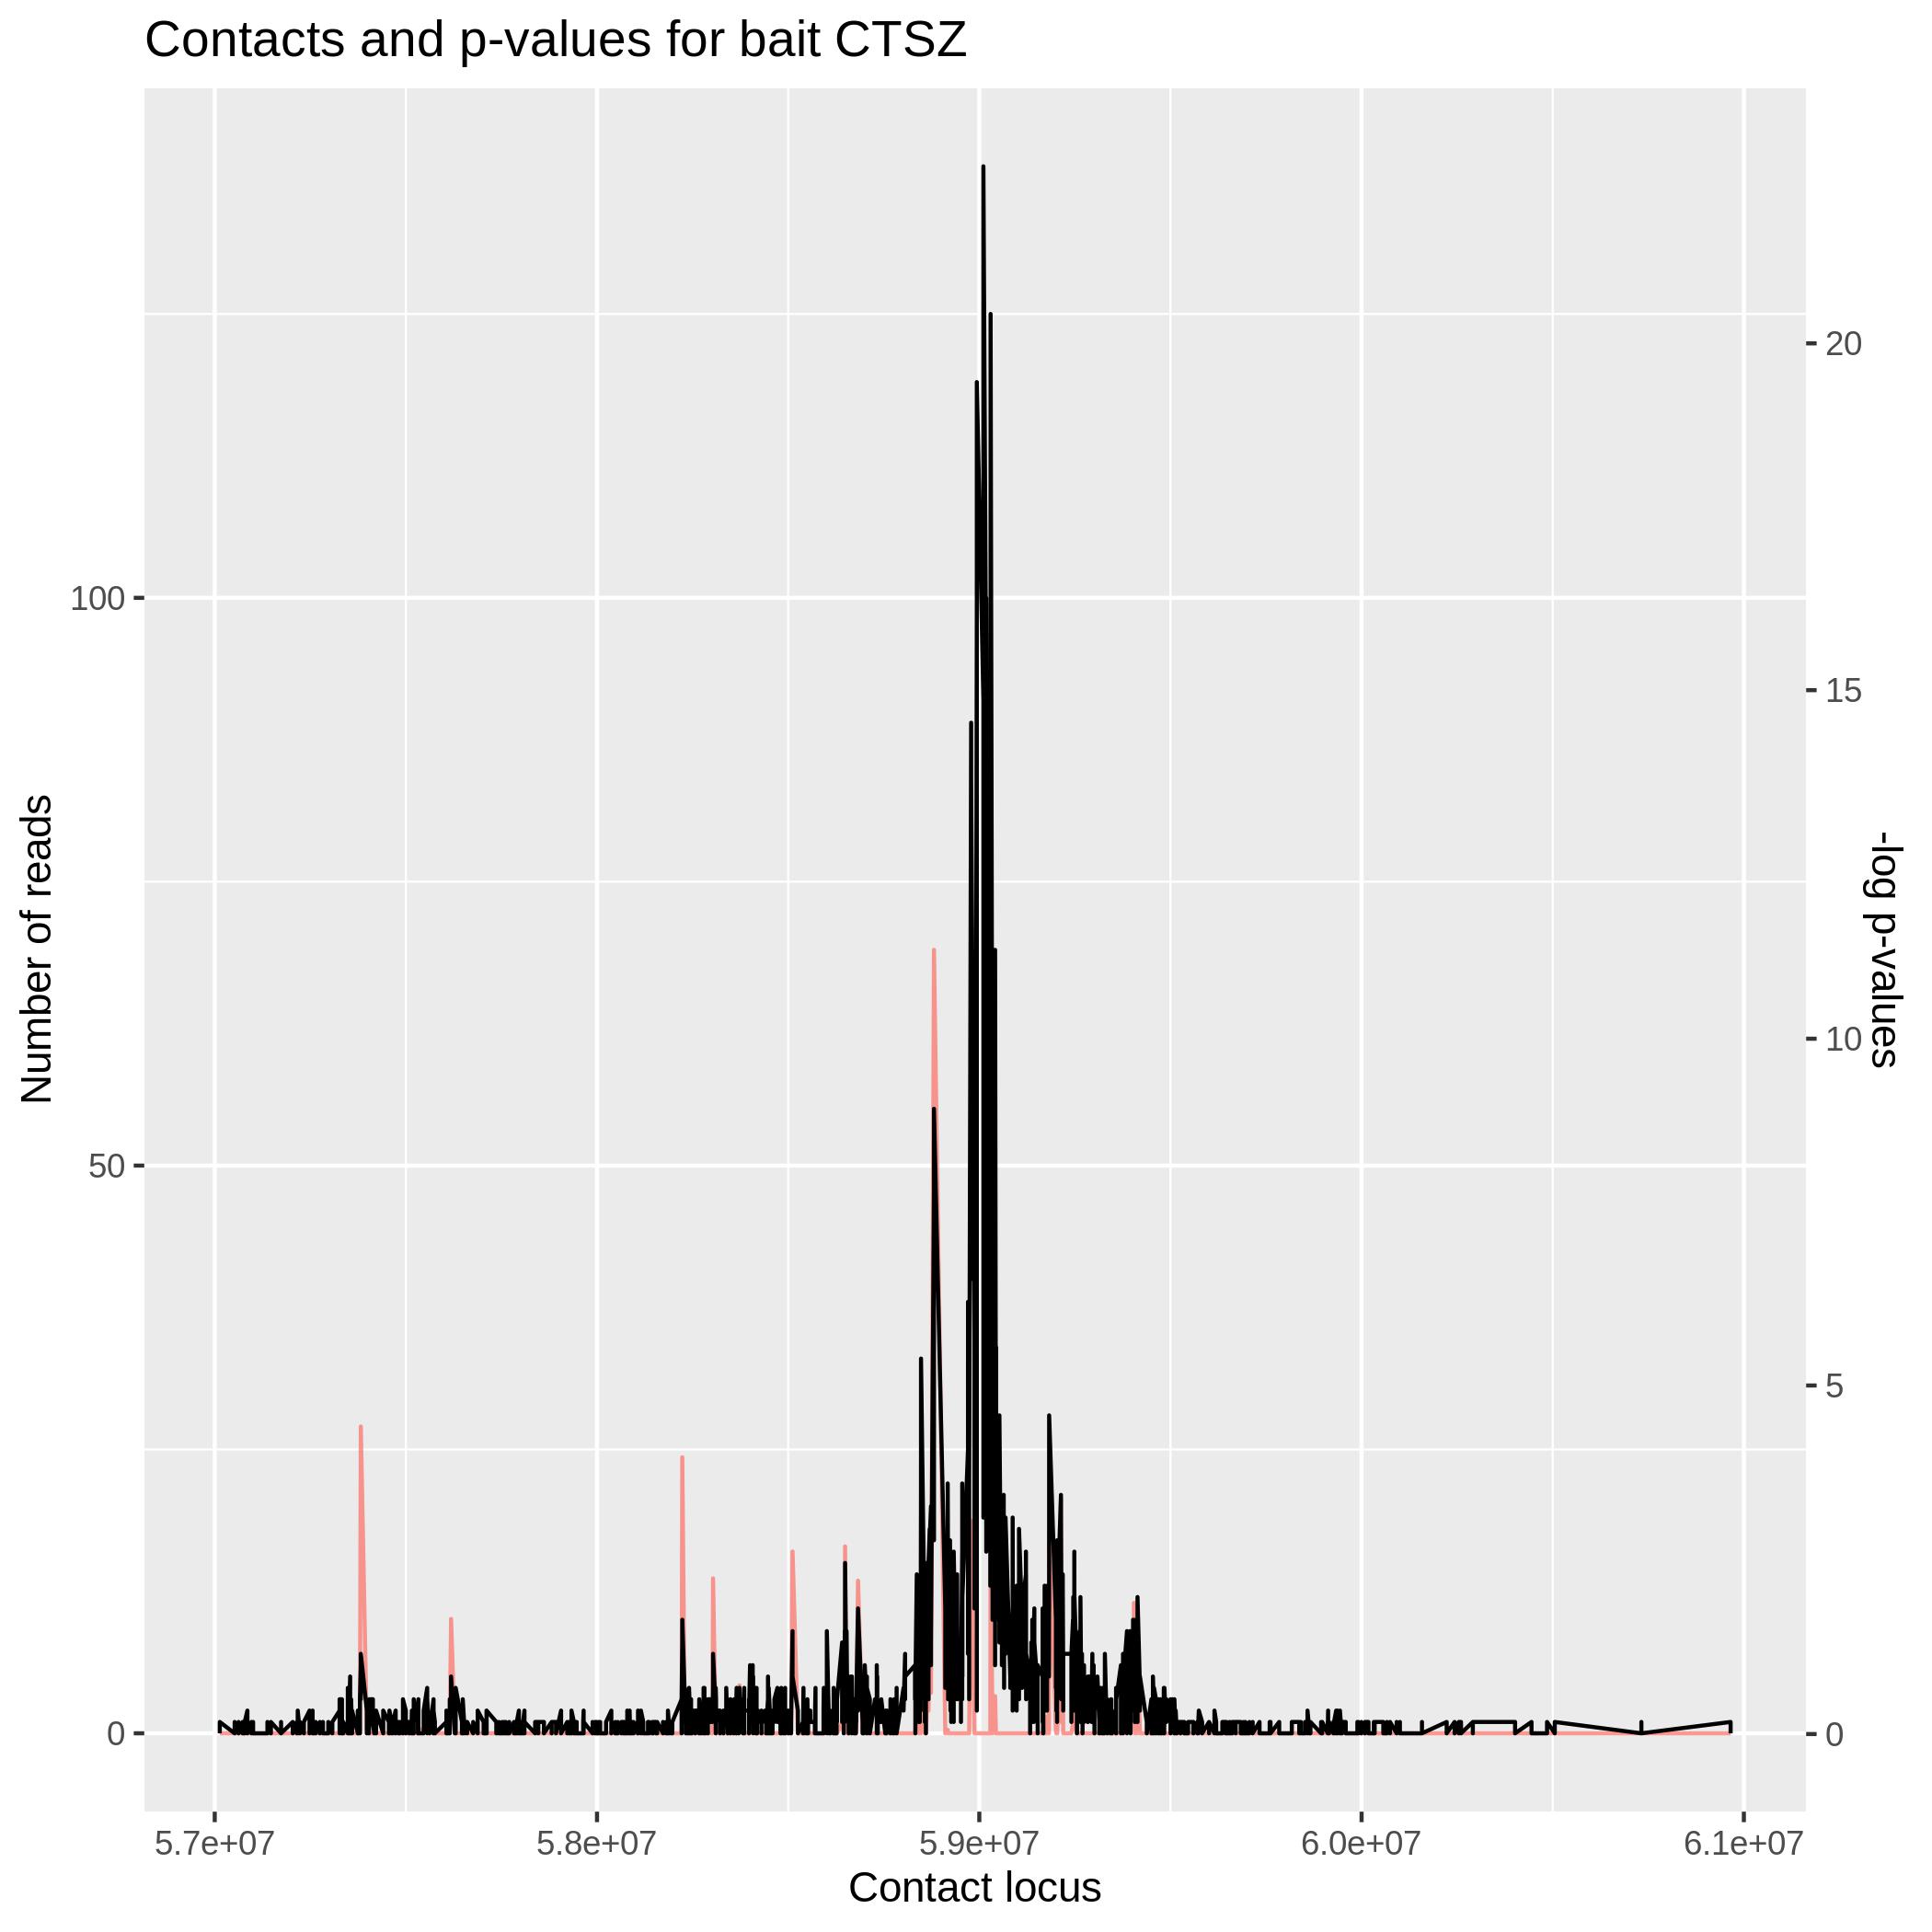 Contacts and p-values for bait CTSZ
Number of reads
100
50
0
20
15
10
5
0
-log p-values
5.7e+07
5.8e+07
5.9e+07
6.0e+07
6.1e+07
Contact locus